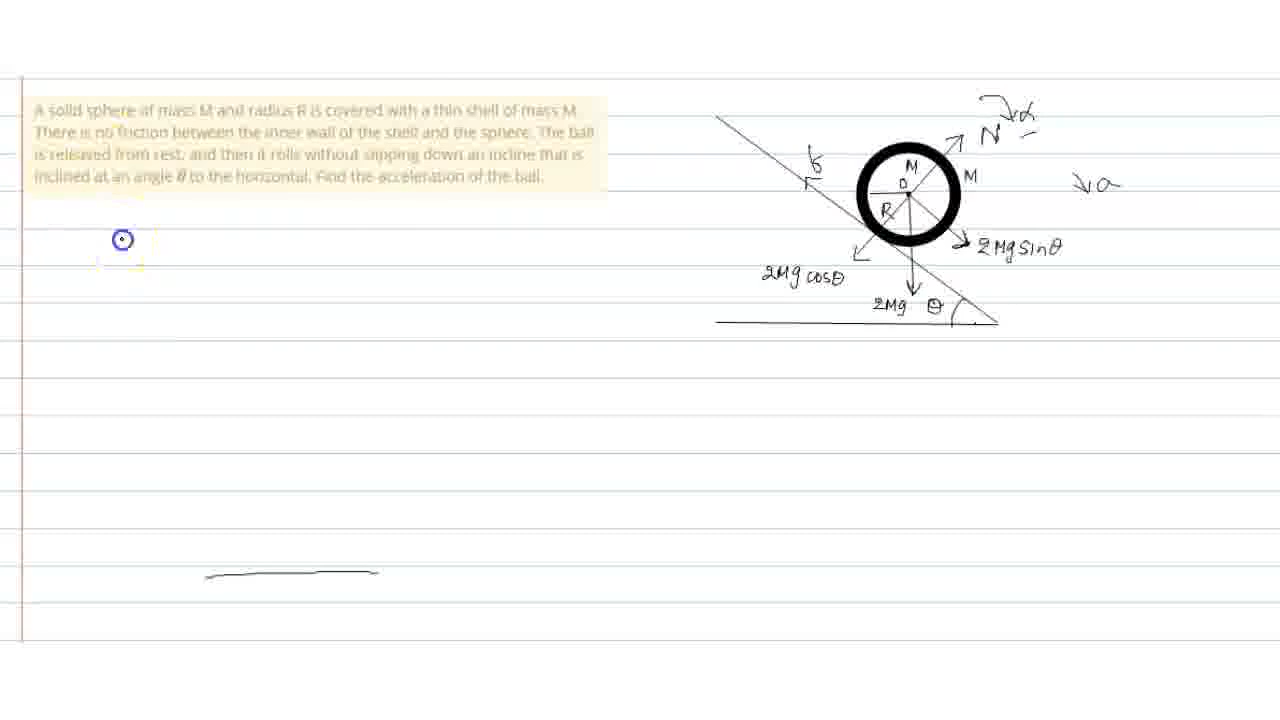 A solid sphere of mass M and radius R is covered with a thin shell of mass M.
There is no friction between the inner wall of the shell and the sphere. The ball
is released from rest, and then it rolls without slipping down an incline that is
inclined at an angle θ to the horizontal. Find the acceleration of the ball.
α
N
M
M
O
a
R
2Mg sinθ
2Mg cosθ
2Mg
θ